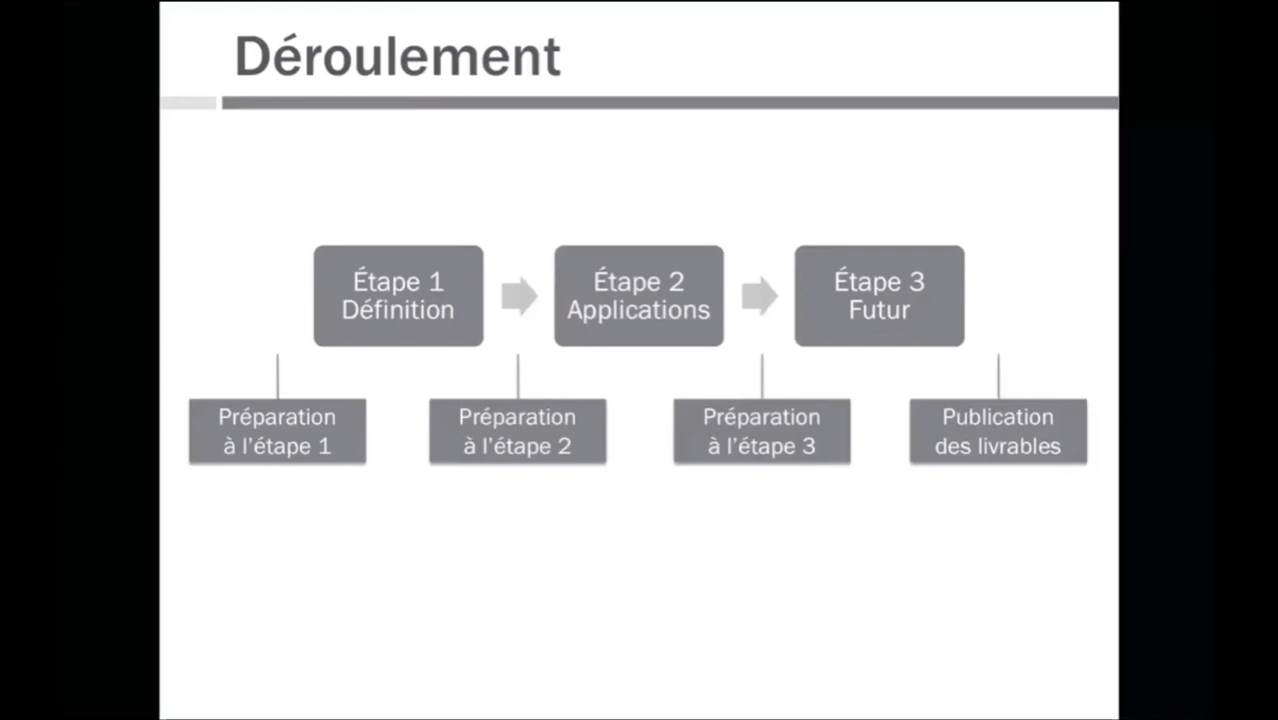 Déroulement
Étape 1
Définition
Étape 2
Applications
Étape 3
Futur
Préparation
à l'étape 1
Préparation
à l'étape 2
Préparation
à l'étape 3
Publication
des livrables